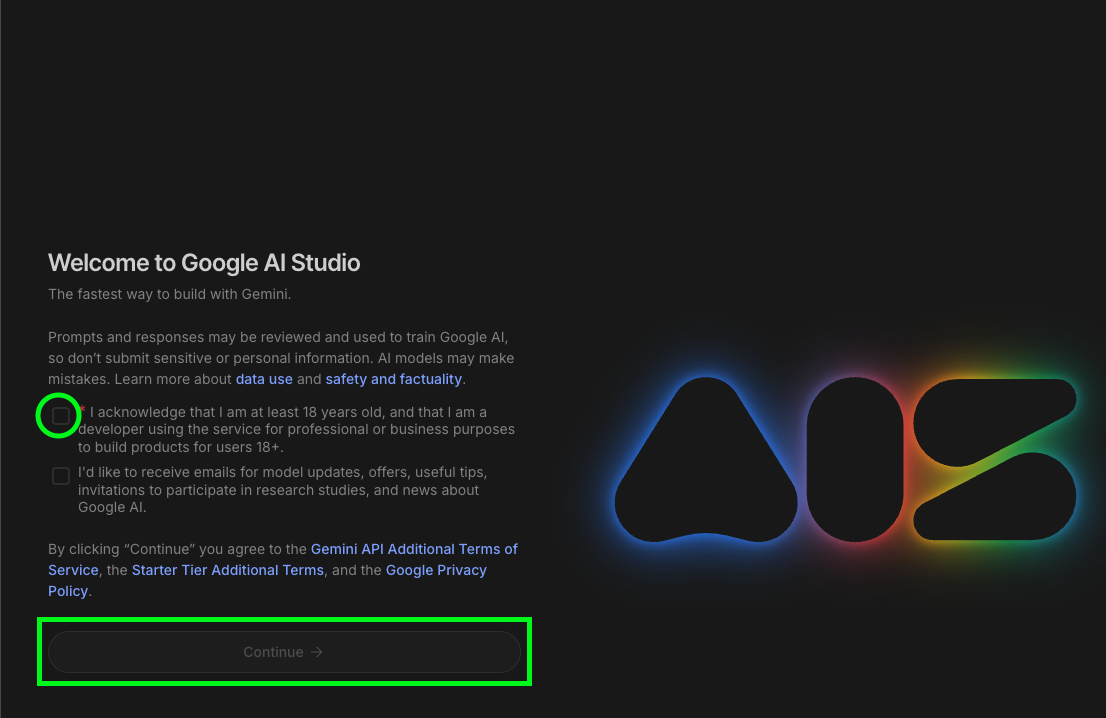 Welcome to Google AI Studio
The fastest way to build with Gemini.
Prompts and responses may be reviewed and used to train Google AI,
so don’t submit sensitive or personal information. AI models may make
mistakes. Learn more about data use and safety and factuality.
* I acknowledge that I am at least 18 years old, and that I am a
developer using the service for professional or business purposes
to build products for users 18+.
I'd like to receive emails for model updates, offers, useful tips,
invitations to participate in research studies, and news about
Google AI.
By clicking “Continue” you agree to the Gemini API Additional Terms of
Service, the Starter Tier Additional Terms, and the Google Privacy
Policy.
Continue →
AIS